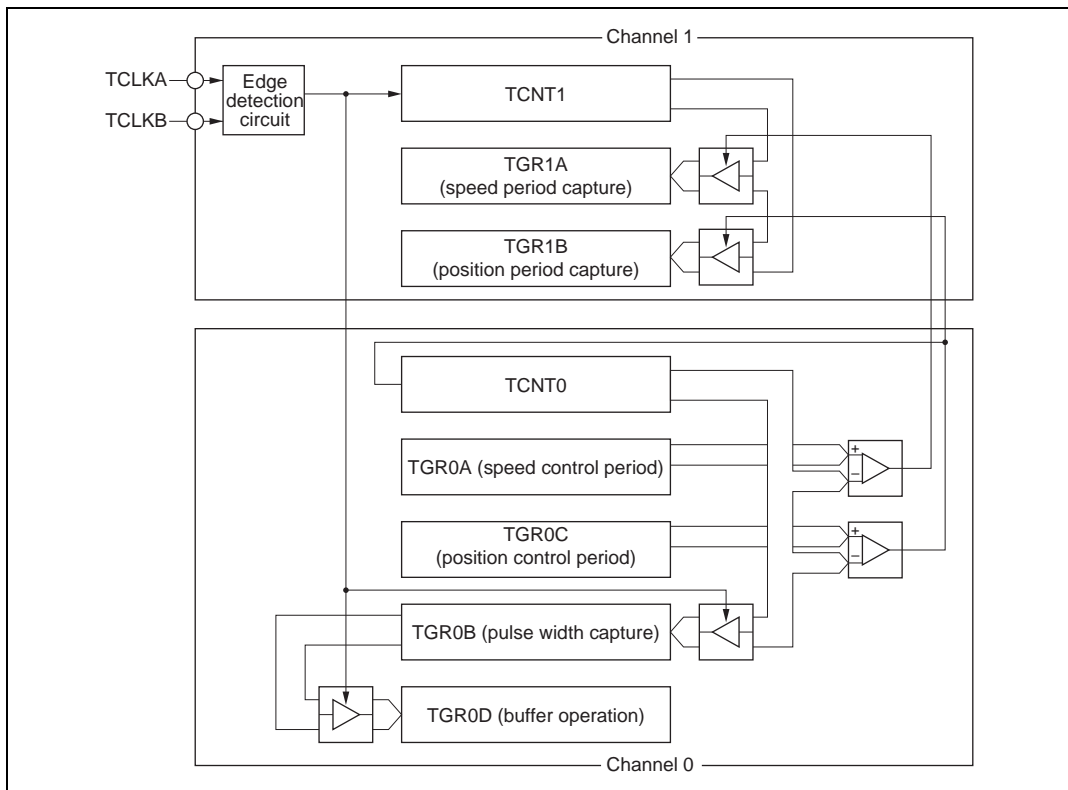 Channel 1
TCLKA
TCLKB
Edge
detection
circuit
TCNT1
TGR1A
(speed period capture)
TGR1B
(position period capture)
TCNT0
TGR0A (speed control period)
+
−
TGR0C
(position control period)
+
−
TGR0B (pulse width capture)
TGR0D (buffer operation)
Channel 0